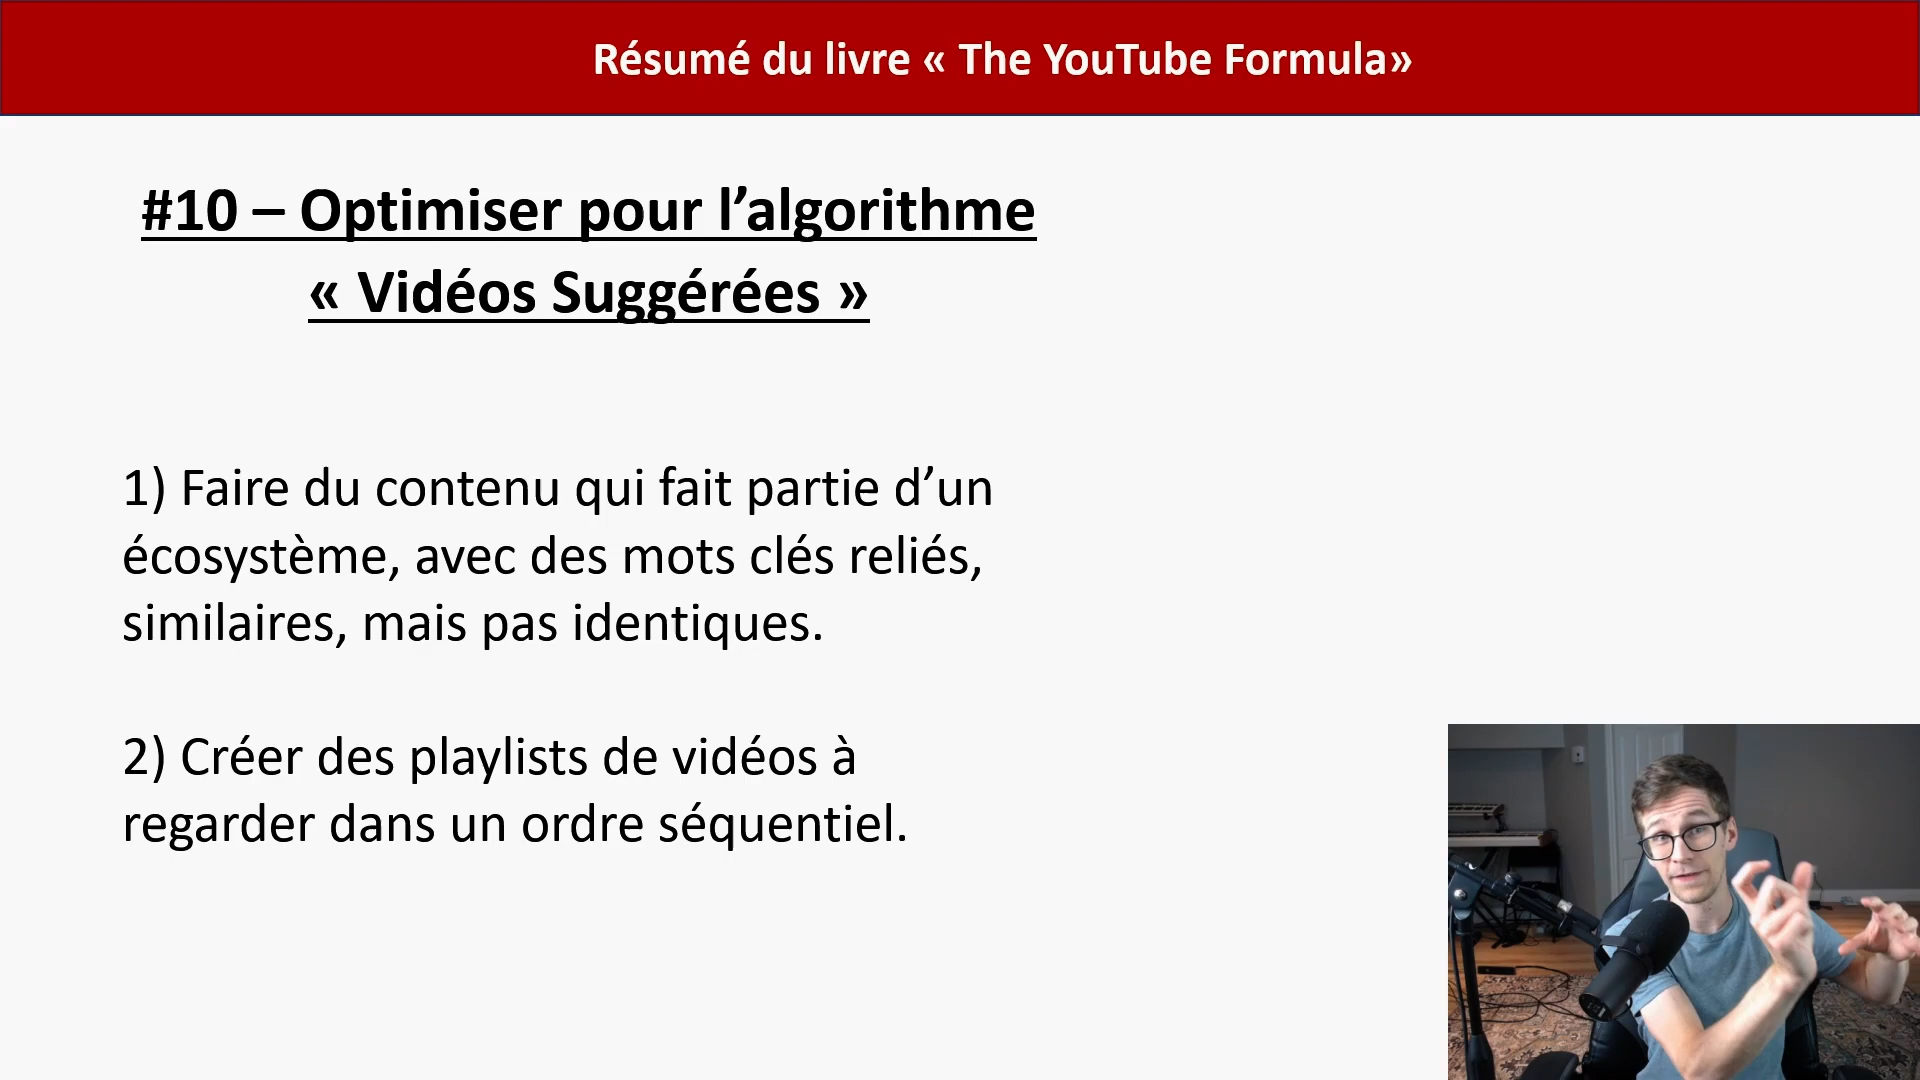 Résumé du livre « The YouTube Formula»
#10 – Optimiser pour l’algorithme
« Vidéos Suggérées »
1) Faire du contenu qui fait partie d’un
écosystème, avec des mots clés reliés,
similaires, mais pas identiques.
2) Créer des playlists de vidéos à
regarder dans un ordre séquentiel.